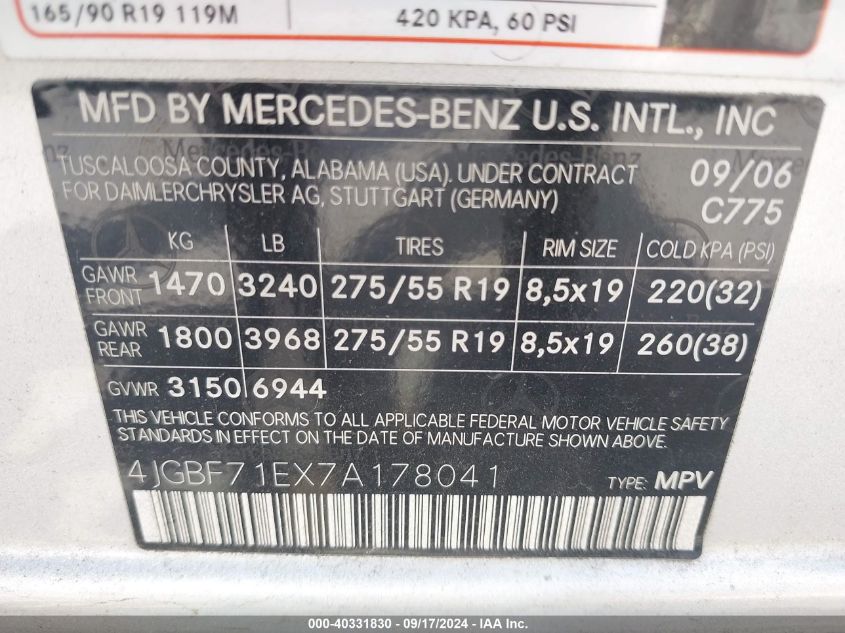 165/90 R19 119M
420 KPA, 60 PSI
MFD BY MERCEDES-BENZ U.S. INTL., INC
TUSCALOOSA COUNTY, ALABAMA (USA). UNDER CONTRACT
FOR DAIMLERCHRYSLER AG, STUTTGART (GERMANY)
09/06
C775
KG LB TIRES RIM SIZE COLD KPA (PSI)
GAWR FRONT 1470 3240 275/55 R19 8,5x19 220(32)
GAWR REAR 1800 3968 275/55 R19 8,5x19 260(38)
GVWR 3150 6944
THIS VEHICLE CONFORMS TO ALL APPLICABLE FEDERAL MOTOR VEHICLE SAFETY
STANDARDS IN EFFECT ON THE DATE OF MANUFACTURE SHOWN ABOVE.
4JGBF71EX7A178041
TYPE: MPV
000-40331830 - 09/17/2024 - IAA Inc.